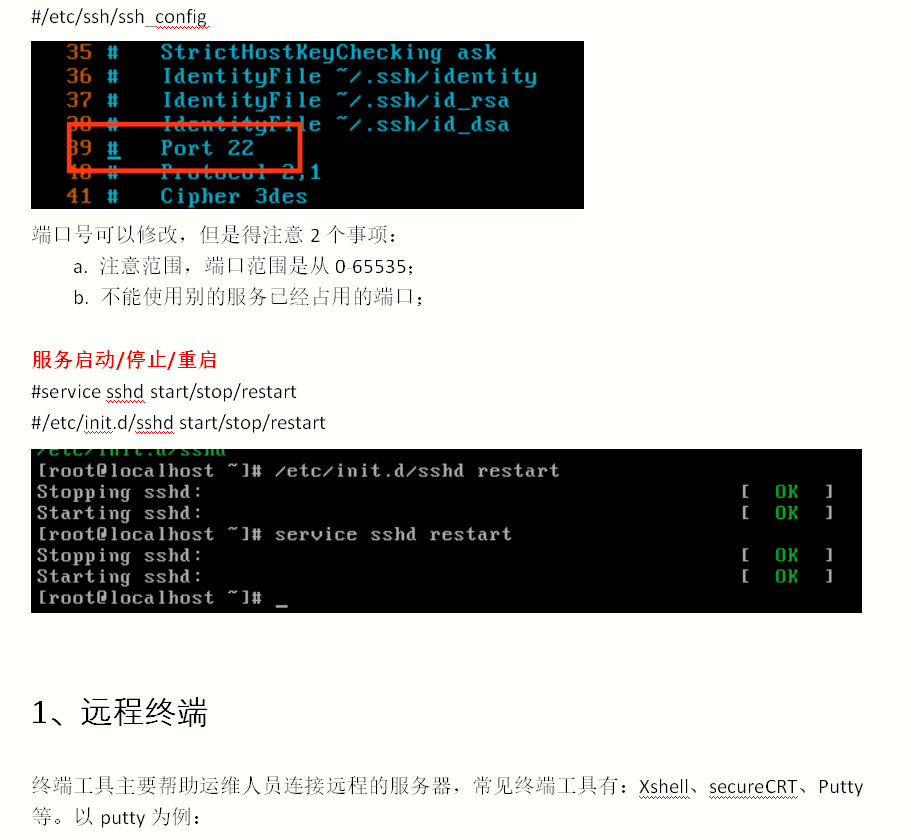 #/etc/ssh/ssh_config
35 # StrictHostKeyChecking ask
36 # IdentityFile ~/.ssh/identity
37 # IdentityFile ~/.ssh/id_rsa
38 # IdentityFile ~/.ssh/id_dsa
39 # Port 22
40 # Protocol 2,1
41 # Cipher 3des
端口号可以修改，但是得注意 2 个事项：
a. 注意范围，端口范围是从 0-65535；
b. 不能使用别的服务已经占用的端口；
服务启动/停止/重启
#service sshd start/stop/restart
#/etc/init.d/sshd start/stop/restart
/etc/init.d/sshd
[root@localhost ~]# /etc/init.d/sshd restart
Stopping sshd: [ OK ]
Starting sshd: [ OK ]
[root@localhost ~]# service sshd restart
Stopping sshd: [ OK ]
Starting sshd: [ OK ]
[root@localhost ~]# _
1、远程终端
终端工具主要帮助运维人员连接远程的服务器，常见终端工具有：Xshell、secureCRT、Putty
等。以 putty 为例：